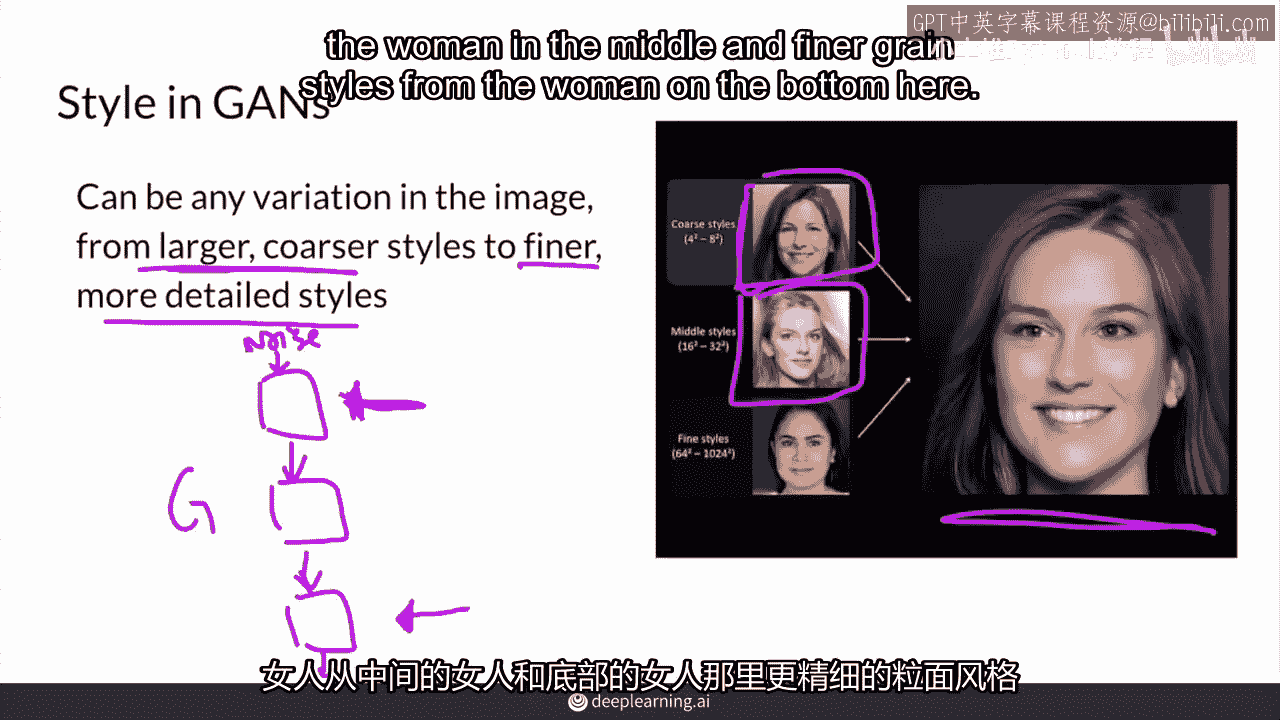 GPT中英字幕课程资源@bilibili.com
the woman in the middle and finer grain
styles from the woman on the bottom here.
Style in GANs
Can be any variation in the image,
from larger, coarser styles to finer,
more detailed styles
Noise
G
Coarse styles
(4² – 8²)
Middle styles
(16² – 32²)
Fine styles
(64² – 1024²)
女人从中间的女人和底部的女人那里更精细的粒面风格
deeplearning.ai